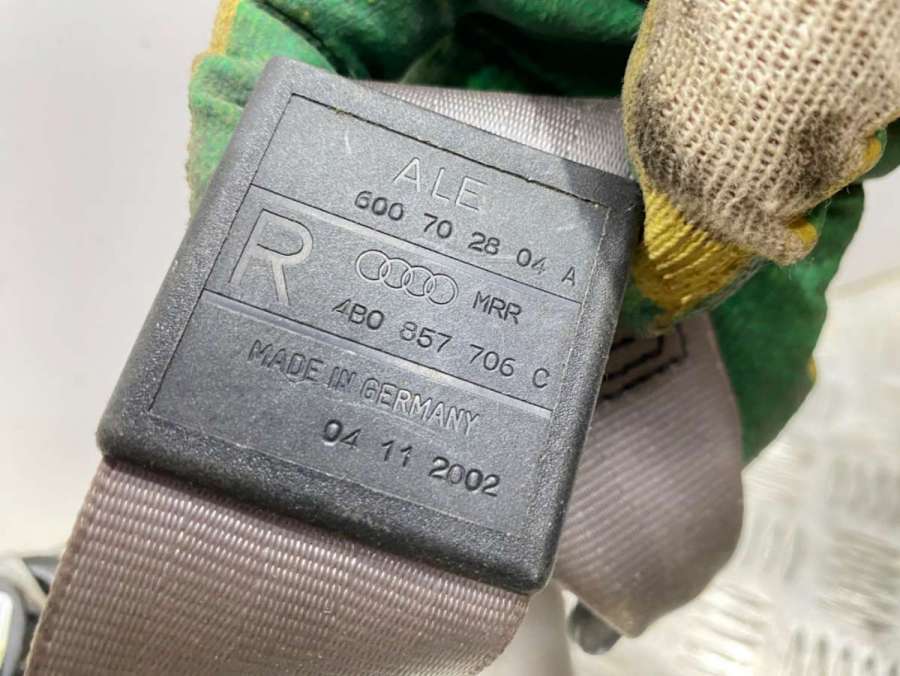 ALE
600 70 28 04 A
R
MRR
4B0 857 706 C
MADE IN GERMANY
04 11 2002